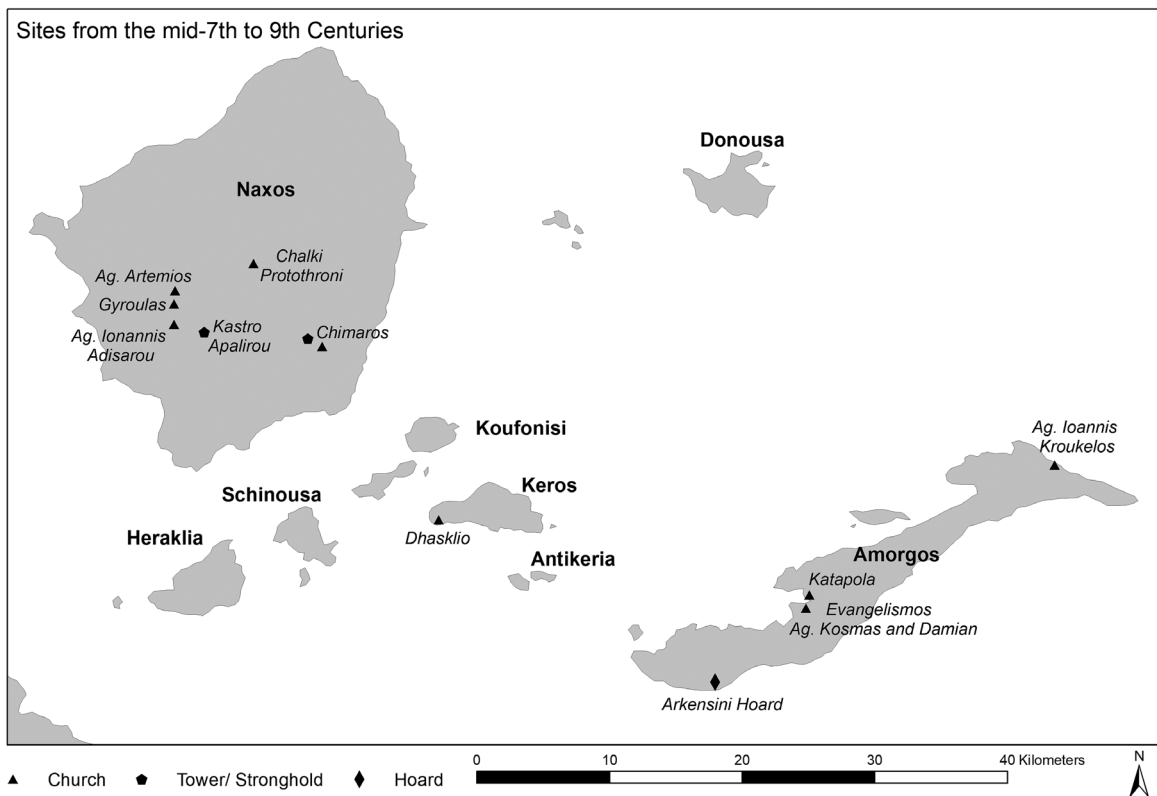 Sites from the mid-7th to 9th Centuries
Donousa
Naxos
Chalki
Protothroni
Ag. Artemios
Gyroulas
Ag. Ionannis
Adisarou
Kastro
Apalirou
Chimaros
Koufonisi
Ag. Ioannis
Kroukelos
Schinousa
Keros
Heraklia
Dhasklio
Antikeria
Amorgos
Katapola
Evangelismos
Ag. Kosmas and Damian
Arkensini Hoard
Church
Tower/ Stronghold
Hoard
0 10 20 30 40 Kilometers
N